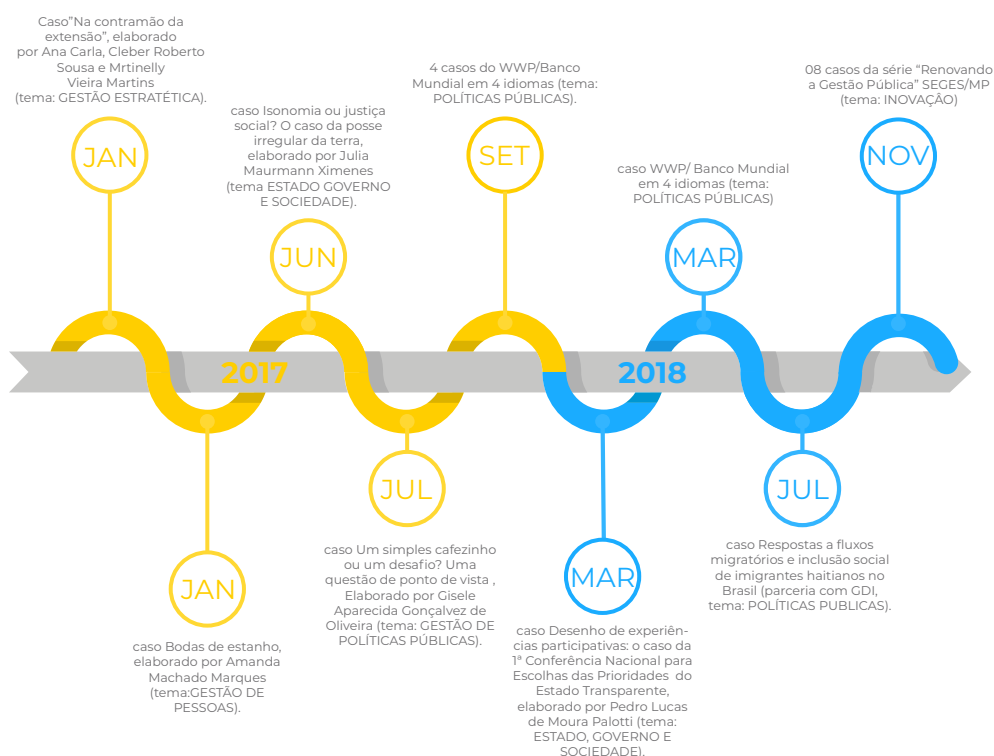 Caso"Na contramão da
extensão", elaborado
por Ana Carla, Cleber Roberto
Sousa e Mrtinelly
Vieira Martins
(tema: GESTÃO ESTRATÉTICA).
JAN
caso Isonomia ou justiça
social? O caso da posse
irregular da terra,
elaborado por Julia
Maurmann Ximenes
(tema ESTADO GOVERNO
E SOCIEDADE).
JUN
4 casos do WWP/Banco
Mundial em 4 idiomas (tema:
POLÍTICAS PÚBLICAS).
SET
caso WWP/ Banco Mundial
em 4 idiomas (tema:
POLÍTICAS PÚBLICAS)
MAR
08 casos da série “Renovando
a Gestão Pública” SEGES/MP
(tema: INOVAÇÃO)
NOV
2017
2018
JAN
caso Bodas de estanho,
elaborado por Amanda
Machado Marques
(tema:GESTÃO DE
PESSOAS).
JUL
caso Um simples cafezinho
ou um desafio? Uma
questão de ponto de vista ,
Elaborado por Gisele
Aparecida Gonçalvez de
Oliveira (tema: GESTÃO DE
POLÍTICAS PÚBLICAS).
MAR
caso Desenho de experiên-
cias participativas: o caso da
1ª Conferência Nacional para
Escolhas das Prioridades do
Estado Transparente,
elaborado por Pedro Lucas
de Moura Palotti (tema:
ESTADO, GOVERNO E
SOCIEDADE).
JUL
caso Respostas a fluxos
migratórios e inclusão social
de imigrantes haitianos no
Brasil (parceria com GDI,
tema: POLÍTICAS PUBLICAS).